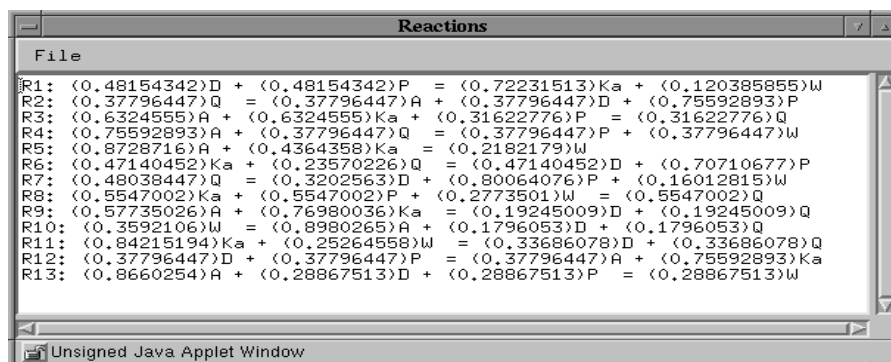 Reactions
File
R1: (0.48154342)D + (0.48154342)P = (0.72231513)Ka + (0.120385855)W
R2: (0.37796447)Q = (0.37796447)A + (0.37796447)D + (0.75592893)P
R3: (0.6324555)A + (0.6324555)Ka + (0.31622776)P = (0.31622776)Q
R4: (0.75592893)A + (0.37796447)Q = (0.37796447)P + (0.37796447)W
R5: (0.8728716)A + (0.4364358)Ka = (0.2182179)W
R6: (0.47140452)Ka + (0.23570226)Q = (0.47140452)D + (0.70710677)P
R7: (0.48038447)Q = (0.3202563)D + (0.80064076)P + (0.16012815)W
R8: (0.5547002)Ka + (0.5547002)P + (0.2773501)W = (0.5547002)Q
R9: (0.57735026)A + (0.76980036)Ka = (0.19245009)D + (0.19245009)Q
R10: (0.3592106)W = (0.8980265)A + (0.1796053)D + (0.1796053)Q
R11: (0.84215194)Ka + (0.25264558)W = (0.33686078)D + (0.33686078)Q
R12: (0.37796447)D + (0.37796447)P = (0.37796447)A + (0.75592893)Ka
R13: (0.8660254)A + (0.28867513)D + (0.28867513)P = (0.28867513)W
Unsigned Java Applet Window